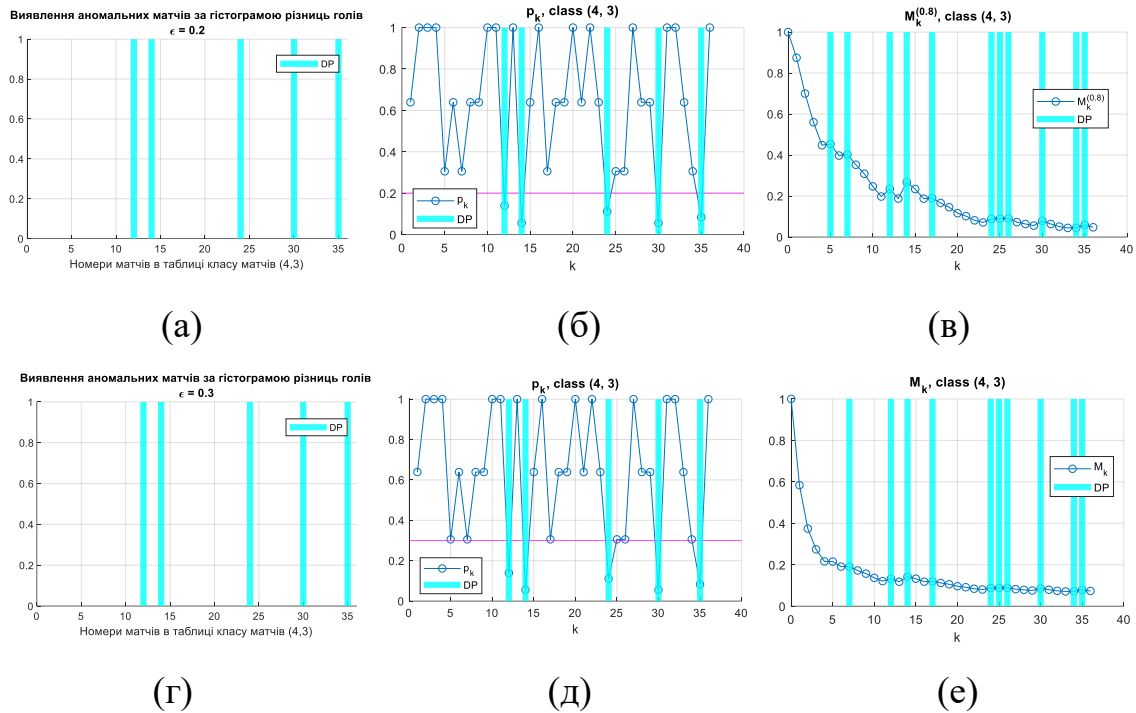 Виявлення аномальних матчів за гістограмою різниць голів
ϵ = 0.2
1
0.8
0.6
0.4
0.2
0
0 5 10 15 20 25 30 35
DP
Номери матчів в таблиці класу матчів (4,3)
(а)
p_k, class (4, 3)
1
0.8
0.6
0.4
0.2
0
0 10 20 30 40
p_k
DP
k
(б)
M_k^(0.8), class (4, 3)
1
0.8
0.6
0.4
0.2
0
0 5 10 15 20 25 30 35 40
M_k^(0.8)
DP
k
(в)
Виявлення аномальних матчів за гістограмою різниць голів
ϵ = 0.3
1
0.8
0.6
0.4
0.2
0
0 5 10 15 20 25 30 35
DP
Номери матчів в таблиці класу матчів (4,3)
(г)
p_k, class (4, 3)
1
0.8
0.6
0.4
0.2
0
0 5 10 15 20 25 30 35 40
p_k
DP
k
(д)
M_k, class (4, 3)
1
0.8
0.6
0.4
0.2
0
0 5 10 15 20 25 30 35 40
M_k
DP
k
(е)